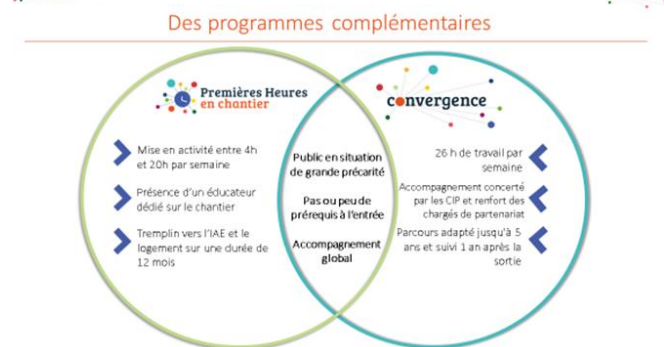 Des programmes complémentaires
Premières Heures
en chantier
Mise en activité entre 4h
et 20h par semaine
Présence d'un éducateur
dédié sur le chantier
Tremplin vers l'IAE et le
logement sur une durée de
12 mois
Public en situation
de grande précarité
Pas ou peu de
prérequis à l'entrée
Accompagnement
global
convergence
26 h de travail par
semaine
Accompagnement concerté
par les CIP et renfort des
chargés de partenariat
Parcours adapté jusqu'à 5
ans et suivi 1 an après la
sortie